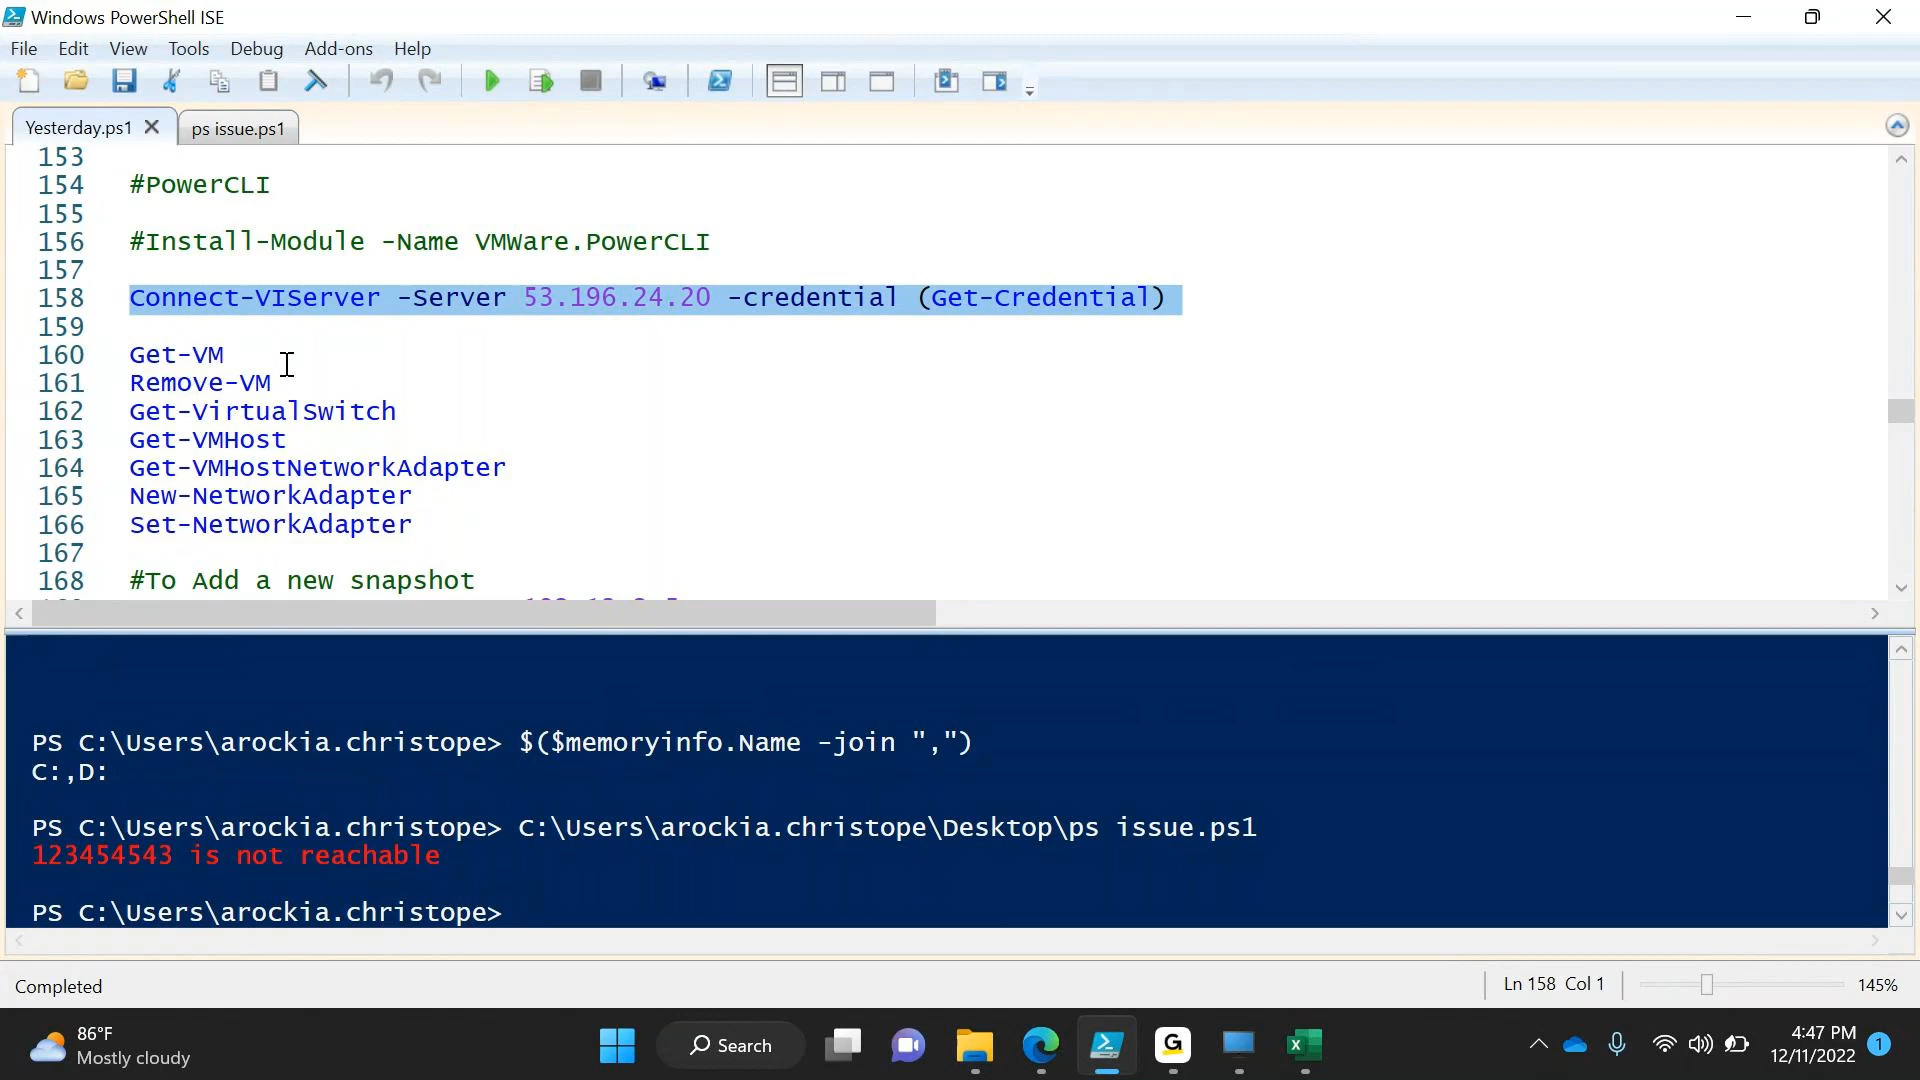 Windows PowerShell ISE
File Edit View Tools Debug Add-ons Help
Yesterday.ps1 ps issue.ps1
153
154 #PowerCLI
155
156 #Install-Module -Name VMWare.PowerCLI
157
158 Connect-VIServer -Server 53.196.24.20 -credential (Get-Credential)
159
160 Get-VM
161 Remove-VM
162 Get-VirtualSwitch
163 Get-VMHost
164 Get-VMHostNetworkAdapter
165 New-NetworkAdapter
166 Set-NetworkAdapter
167
168 #To Add a new snapshot
PS C:\Users\arockia.christope> $($memoryinfo.Name -join ",")
C:,D:
PS C:\Users\arockia.christope> C:\Users\arockia.christope\Desktop\ps issue.ps1
123454543 is not reachable
PS C:\Users\arockia.christope>
Completed Ln 158 Col 1 145%
86°F
Mostly cloudy
Search
4:47 PM
12/11/2022 1